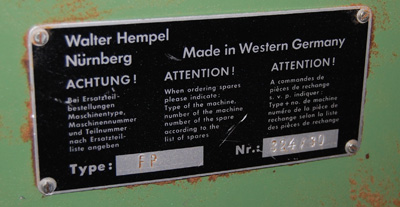 Walter Hempel
Nürnberg
Made in Western Germany
ACHTUNG!
Bei Ersatzteil-
bestellungen
Maschinentype,
Maschinennummer
und Teilnummer
nach Ersatzteil-
liste angeben
ATTENTION!
When ordering spares
please indicate:
Type of the machine,
number of the machine
number of the spare
according to the
list of spares
ATTENTION!
A commandes de
pièces de rechange
s. v. p. indiquer:
Type + no. de machine
numéro de la pièce de
rechange selon la liste
des pièces de rechange
Type: FP
Nr.: